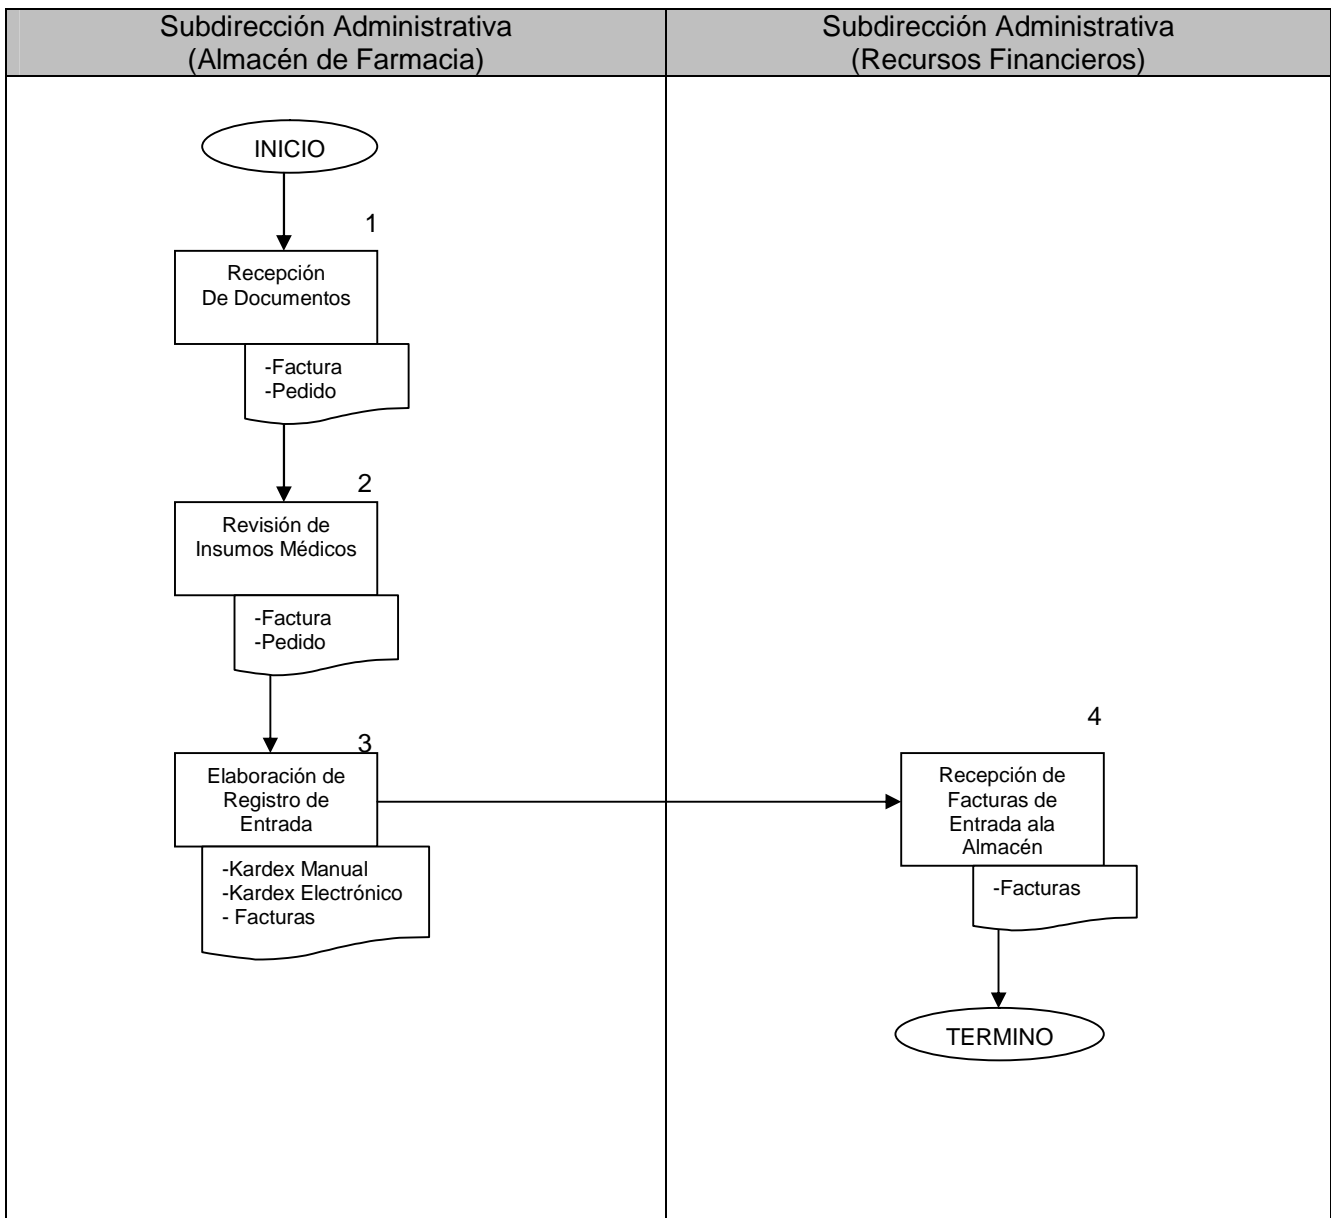 Subdirección Administrativa
(Almacén de Farmacia)
Subdirección Administrativa
(Recursos Financieros)
INICIO
1
Recepción
De Documentos
-Factura
-Pedido
2
Revisión de
Insumos Médicos
-Factura
-Pedido
3
Elaboración de
Registro de
Entrada
-Kardex Manual
-Kardex Electrónico
- Facturas
4
Recepción de
Facturas de
Entrada ala
Almacén
-Facturas
TERMINO